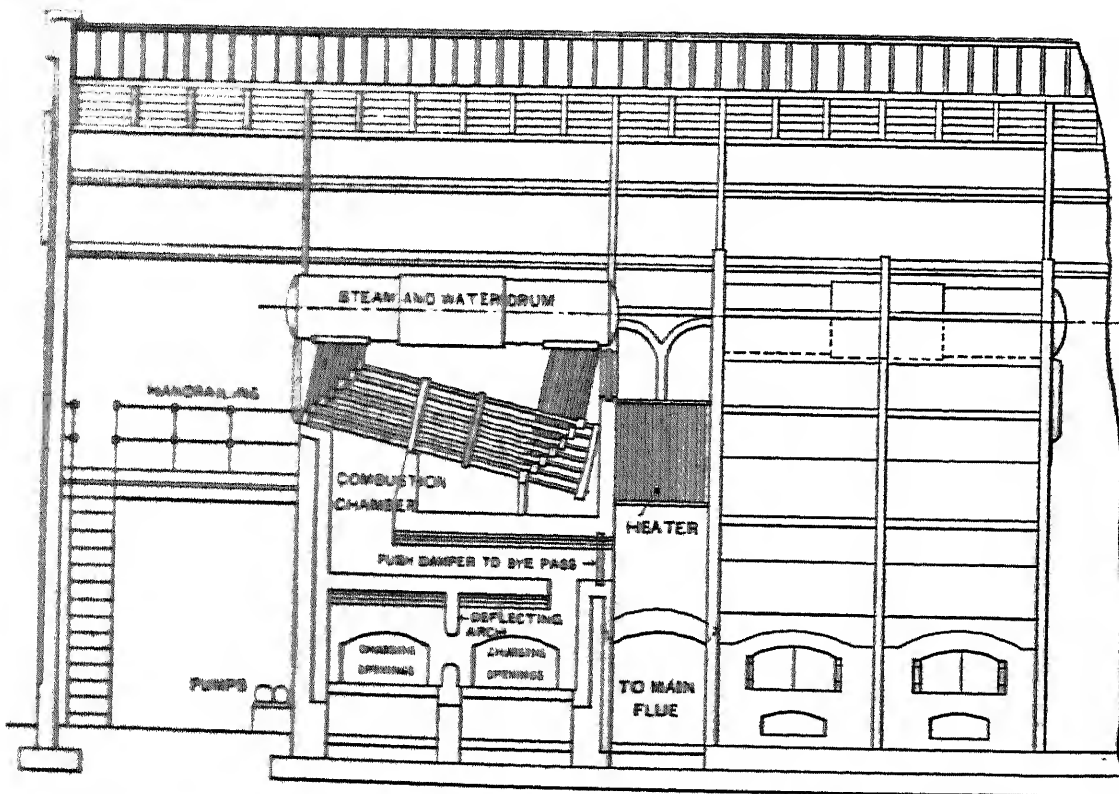 STEAM AND WATER DRUM
HANDRAILING
COMBUSTION
CHAMBER
HEATER
PUSH DAMPER TO BYE PASS
DEFLECTING
ARCH
CHARGING
OPENINGS
CHARGING
OPENINGS
PUMPS
TO MAIN
FLUE